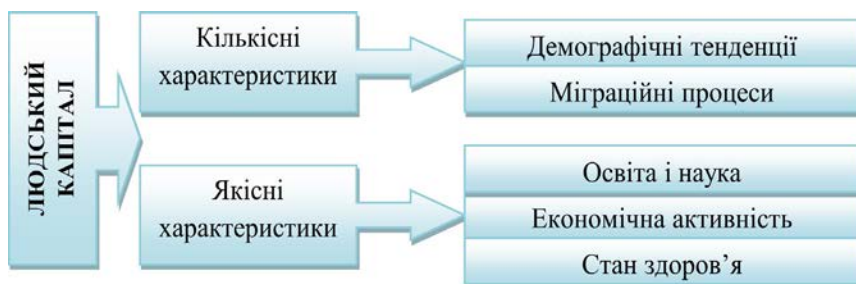 ЛЮДСЬКИЙ
КАПІТАЛ
Кількісні
характеристики
Демографічні тенденції
Міграційні процеси
Якісні
характеристики
Освіта і наука
Економічна активність
Стан здоров’я